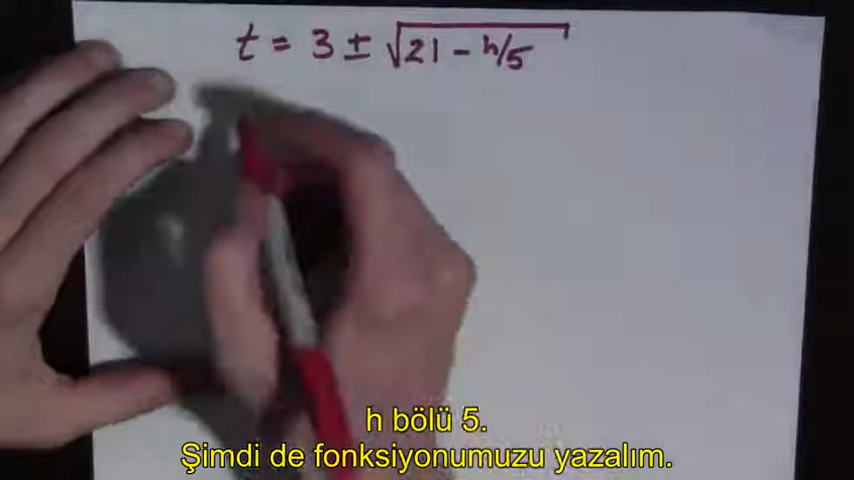 t = 3 ± √21 - h/5
h bölü 5.
Şimdi de fonksiyonumuzu yazalım.